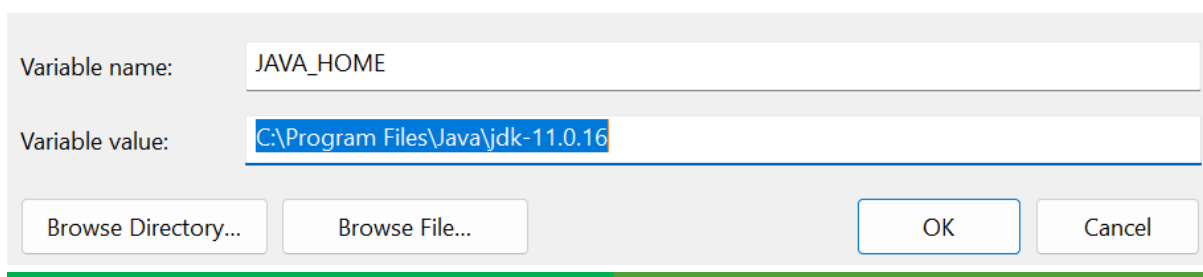 Variable name: JAVA_HOME
Variable value: C:\Program Files\Java\jdk-11.0.16
Browse Directory... Browse File... OK Cancel